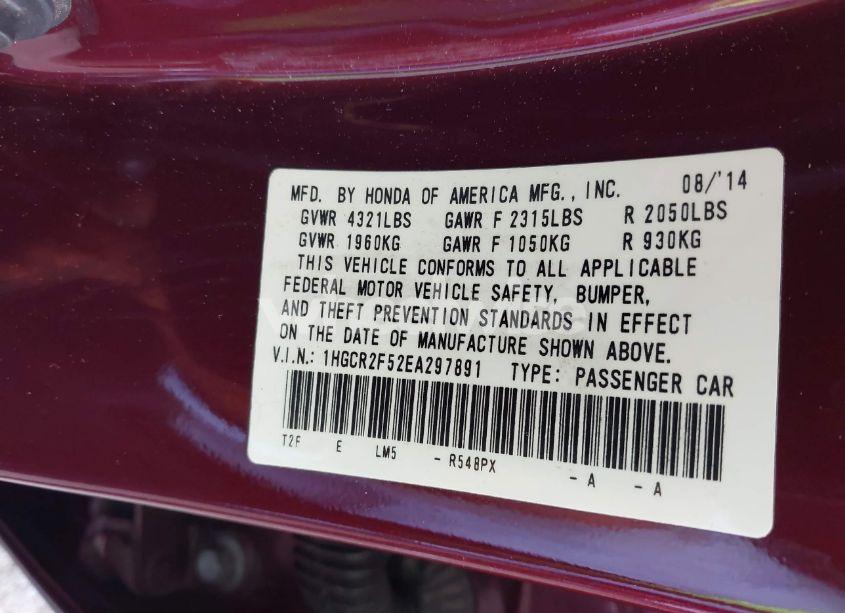 MFD. BY HONDA OF AMERICA MFG., INC. 08/'14
GVWR 4321LBS GAWR F 2315LBS R 2050LBS
GVWR 1960KG GAWR F 1050KG R 930KG
THIS VEHICLE CONFORMS TO ALL APPLICABLE
FEDERAL MOTOR VEHICLE SAFETY, BUMPER,
AND THEFT PREVENTION STANDARDS IN EFFECT
ON THE DATE OF MANUFACTURE SHOWN ABOVE.
V.I.N.: 1HGCR2F52EA297891 TYPE: PASSENGER CAR
T2F E LM5 - R548PX - A - A